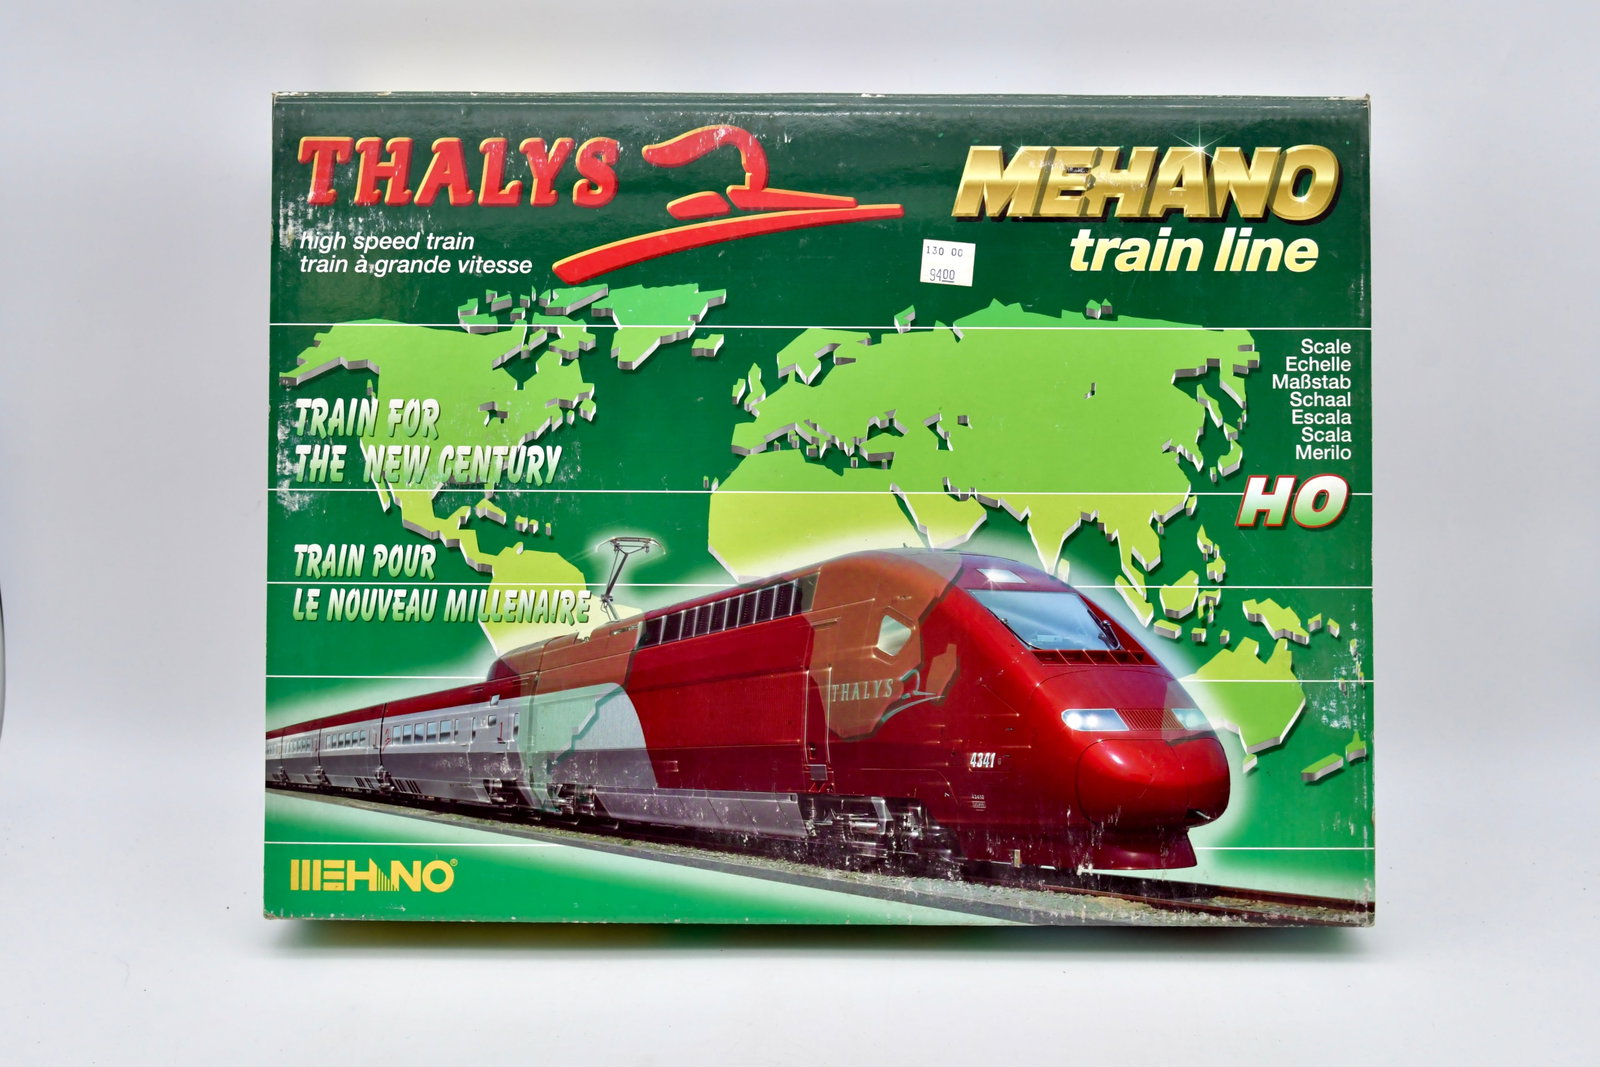 THALYS
high speed train
train à grande vitesse
MEHANO
train line
130 00
9400
Scale
Echelle
Maßstab
Schaal
Escala
Scala
Merilo
HO
TRAIN FOR
THE NEW CENTURY
TRAIN POUR
LE NOUVEAU MILLENAIRE
THALYS
4341
MEHANO®